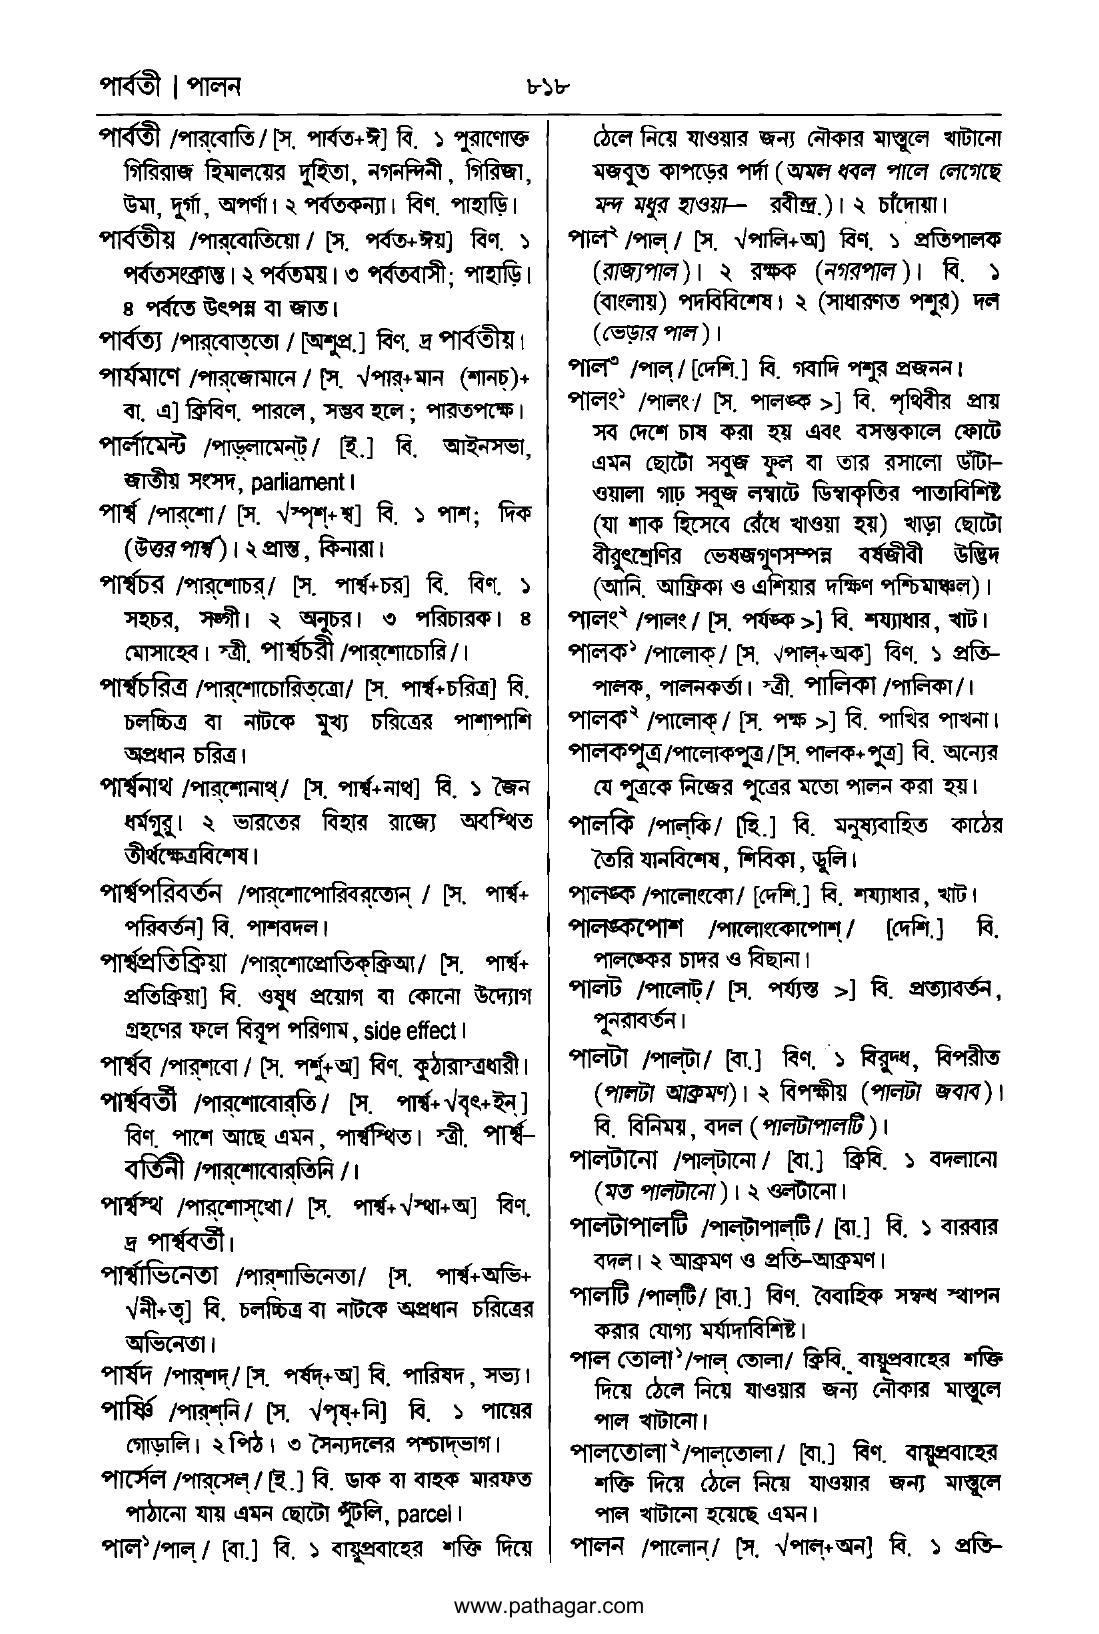 পার্বতী | পালন
৮১৮
পার্বতী /পার্‌বোতি/ [স. পার্বত+ঈ] বি. ১ পুরাণোক্ত
গিরিরাজ হিমালয়ের দুহিতা, নগনন্দিনী, গিরিজা,
উমা, দুর্গা, অপর্ণা। ২ পর্বতকন্যা। বিণ. পাহাড়ি।
পার্বতীয় /পার্‌বোতিয়ো/ [স. পর্বত+ঈয়] বিণ. ১
পর্বতসংক্রান্ত। ২ পর্বতময়। ৩ পর্বতবাসী; পাহাড়ি।
৪ পর্বতে উৎপন্ন বা জাত।
পার্বত্য /পার্‌বোত্‌তো/ [অশুপ্র.] বিণ. দ্র পার্বতীয়।
পার্যমাণে /পার্‌জোমানে/ [স. √পার্+মান (শানচ্)+
বা. এ] ক্রিবিণ. পারলে, সম্ভব হলে; পারতপক্ষে।
পার্লামেন্ট /পাড়্‌লামেন্‌ট্/ [ই.] বি. আইনসভা,
জাতীয় সংসদ, parliament।
পার্শ্ব /পার্‌শো/ [স. √স্পৃশ্+শ্ব] বি. ১ পাশ; দিক
(উত্তর পার্শ্ব)। ২ প্রান্ত, কিনারা।
পার্শ্বচর /পার্‌শোচর্/ [স. পার্শ্ব+চর] বি. বিণ. ১
সহচর, সঙ্গী। ২ অনুচর। ৩ পরিচারক। ৪
মোসাহেব। স্ত্রী. পার্শ্বচরী /পার্‌শোচোরি/।
পার্শ্বচরিত্র /পার্‌শোচোরিত্‌ত্রো/ [স. পার্শ্ব+চরিত্র] বি.
চলচ্চিত্র বা নাটকে মুখ্য চরিত্রের পাশাপাশি
অপ্রধান চরিত্র।
পার্শ্বনাথ /পার্‌শোনাথ্/ [স. পার্শ্ব+নাথ] বি. ১ জৈন
ধর্মগুরু। ২ ভারতের বিহার রাজ্যে অবস্থিত
তীর্থক্ষেত্রবিশেষ।
পার্শ্বপরিবর্তন /পার্‌শোপোরিবর্‌তোন্ / [স. পার্শ্ব+
পরিবর্তন] বি. পাশবদল।
পার্শ্বপ্রতিক্রিয়া /পার্‌শোপ্রোতিক্‌ক্রিআ/ [স. পার্শ্ব+
প্রতিক্রিয়া] বি. ওষুধ প্রয়োগ বা কোনো উদ্যোগ
গ্রহণের ফলে বিরূপ পরিণাম, side effect।
পার্শ্বব /পার্‌শবো/ [স. পর্শু+অ] বিণ. কুঠারাস্ত্রধারী।
পার্শ্ববর্তী /পার্‌শোবোর্‌তি/ [স. পার্শ্ব+√বৃৎ+ইন্]
বিণ. পাশে আছে এমন, পার্শ্বস্থিত। স্ত্রী. পার্শ্ব–
বর্তিনী /পার্‌শোবোর্‌তিনি/।
পার্শ্বস্থ /পার্‌শোস্‌থো/ [স. পার্শ্ব+√স্থা+অ] বিণ.
দ্র পার্শ্ববর্তী।
পার্শ্বাভিনেতা /পার্‌শাভিনেতা/ [স. পার্শ্ব+অভি+
√নী+তৃ] বি. চলচ্চিত্র বা নাটকে অপ্রধান চরিত্রের
অভিনেতা।
পার্ষদ /পার্‌শদ্/ [স. পর্ষদ্+অ] বি. পারিষদ, সভ্য।
পার্ষ্ণি /পার্‌শ্‌নি/ [স. √পৃষ্+নি] বি. ১ পায়ের
গোড়ালি। ২ পিঠ। ৩ সৈন্যদলের পশ্চাদ্‌ভাগ।
পার্সেল /পার্‌সেল্/ [ই.] বি. ডাক বা বাহক মারফত
পাঠানো যায় এমন ছোটো পুঁটলি, parcel।
পাল১ /পাল্/ [বা.] বি. ১ বায়ুপ্রবাহের শক্তি দিয়ে
ঠেলে নিয়ে যাওয়ার জন্য নৌকার মাস্তুলে খাটানো
মজবুত কাপড়ের পর্দা (অমল ধবল পালে লেগেছে
মন্দ মধুর হাওয়া— রবীন্দ্র.)। ২ চাঁদোয়া।
পাল২ /পাল্/ [স. √পালি+অ] বিণ. ১ প্রতিপালক
(রাজ্যপাল)। ২ রক্ষক (নগরপাল)। বি. ১
(বাংলায়) পদবিবিশেষ। ২ (সাধারণত পশুর) দল
(ভেড়ার পাল)।
পাল৩ /পাল্/ [দেশি.] বি. গবাদি পশুর প্রজনন।
পালং১ /পালং/ [স. পালঙ্ক >] বি. পৃথিবীর প্রায়
সব দেশে চাষ করা হয় এবং বসন্তকালে ফোটে
এমন ছোটো সবুজ ফুল বা তার রসালো ডাঁটা–
ওয়ালা গাঢ় সবুজ লম্বাটে ডিম্বাকৃতির পাতাবিশিষ্ট
(যা শাক হিসেবে রেঁধে খাওয়া হয়) খাড়া ছোটো
বীরুৎশ্রেণির ভেষজগুণসম্পন্ন বর্ষজীবী উদ্ভিদ
(আনি. আফ্রিকা ও এশিয়ার দক্ষিণ পশ্চিমাঞ্চল)।
পালং২ /পালং/ [স. পর্যঙ্ক >] বি. শয্যাধার, খাট।
পালক১ /পালোক্/ [স. √পাল্+অক] বিণ. ১ প্রতি–
পালক, পালনকর্তা। স্ত্রী. পালিকা /পালিকা/।
পালক২ /পালোক্/ [স. পক্ষ >] বি. পাখির পাখনা।
পালকপুত্র /পালোকপুত্র/ [স. পালক+পুত্র] বি. অন্যের
যে পুত্রকে নিজের পুত্রের মতো পালন করা হয়।
পালকি /পাল্‌কি/ [হি.] বি. মনুষ্যবাহিত কাঠের
তৈরি যানবিশেষ, শিবিকা, ডুলি।
পালঙ্ক /পালোংকো/ [দেশি.] বি. শয্যাধার, খাট।
পালঙ্কপোশ /পালোংকোপোশ্/ [দেশি.] বি.
পালঙ্কের চাদর ও বিছানা।
পালট /পালোট্/ [স. পর্য্যস্ত >] বি. প্রত্যাবর্তন,
পুনরাবর্তন।
পালটা /পাল্‌টা/ [বা.] বিণ. ১ বিরুদ্ধ, বিপরীত
(পালটা আক্রমণ)। ২ বিপক্ষীয় (পালটা জবাব)।
বি. বিনিময়, বদল (পালটাপালটি)।
পালটানো /পাল্‌টানো/ [বা.] ক্রিবি. ১ বদলানো
(মত পালটানো)। ২ ওলটানো।
পালটাপালটি /পাল্‌টাপাল্‌টি/ [বা.] বি. ১ বারবার
বদল। ২ আক্রমণ ও প্রতি–আক্রমণ।
পালটি /পাল্‌টি/ [বা.] বিণ. বৈবাহিক সম্বন্ধ স্থাপন
করার যোগ্য মর্যাদাবিশিষ্ট।
পাল তোলা১ /পাল্ তোলা/ ক্রিবি. বায়ুপ্রবাহের শক্তি
দিয়ে ঠেলে নিয়ে যাওয়ার জন্য নৌকার মাস্তুলে
পাল খাটানো।
পালতোলা২ /পাল্‌তোলা/ [বা.] বিণ. বায়ুপ্রবাহের
শক্তি দিয়ে ঠেলে নিয়ে যাওয়ার জন্য মাস্তুলে
পাল খাটানো হয়েছে এমন।
পালন /পালোন্/ [স. √পাল্+অন] বি. ১ প্রতি–
www.pathagar.com